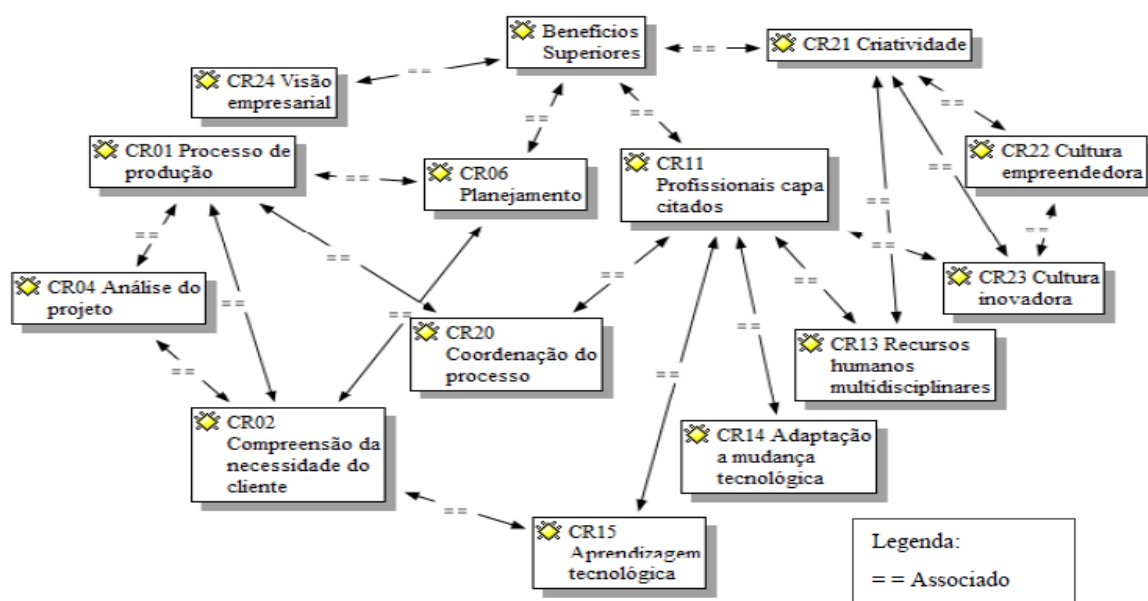 Benefícios
Superiores
CR21 Criatividade
==
CR24 Visão
empresarial
==
CR01 Processo de
produção
==
CR06
Planejamento
==
CR11
Profissionais capa
citados
==
CR22 Cultura
empreendedora
==
==
==
==
==
CR23 Cultura
inovadora
==
==
CR04 Análise do
projeto
==
==
==
CR20
Coordenação do
processo
==
==
==
CR13 Recursos
humanos
multidisciplinares
==
==
CR02
Compreensão da
necessidade do
cliente
CR14 Adaptação
a mudança
tecnológica
==
CR15
Aprendizagem
tecnológica
Legenda:
= = Associado